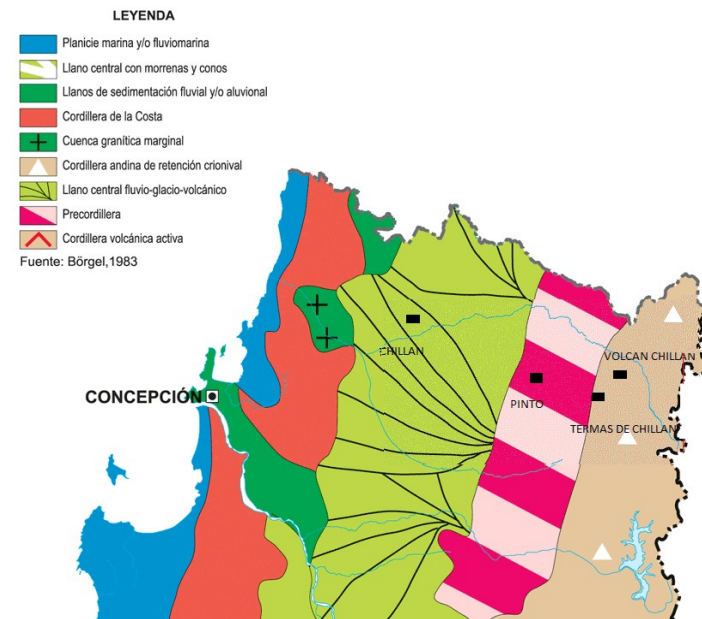 LEYENDA
Planicie marina y/o fluviomarina
Llano central con morrenas y conos
Llanos de sedimentación fluvial y/o aluvional
Cordillera de la Costa
Cuenca granítica marginal
Cordillera andina de retención crionival
Llano central fluvio-glacio-volcánico
Precordillera
Cordillera volcánica activa
Fuente: Börgel,1983
CHILLAN
VOLCAN CHILLAN
CONCEPCIÓN
PINTO
TERMAS DE CHILLAN